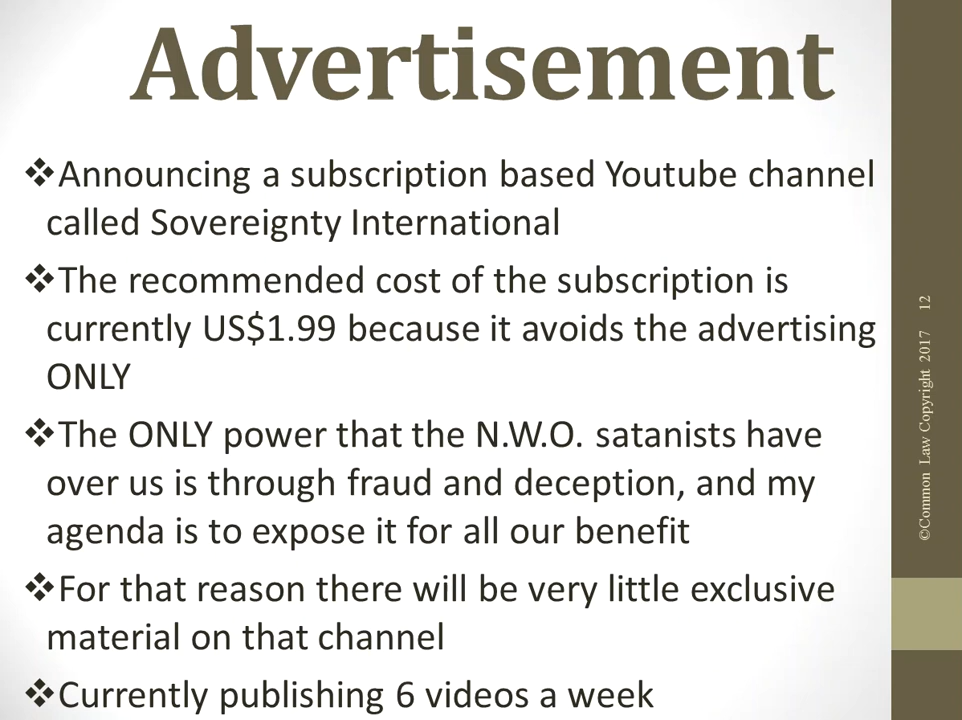 Advertisement
❖Announcing a subscription based Youtube channel
called Sovereignty International
❖The recommended cost of the subscription is
currently US$1.99 because it avoids the advertising
ONLY
❖The ONLY power that the N.W.O. satanists have
over us is through fraud and deception, and my
agenda is to expose it for all our benefit
❖For that reason there will be very little exclusive
material on that channel
❖Currently publishing 6 videos a week
©Common Law Copyright 2017 12